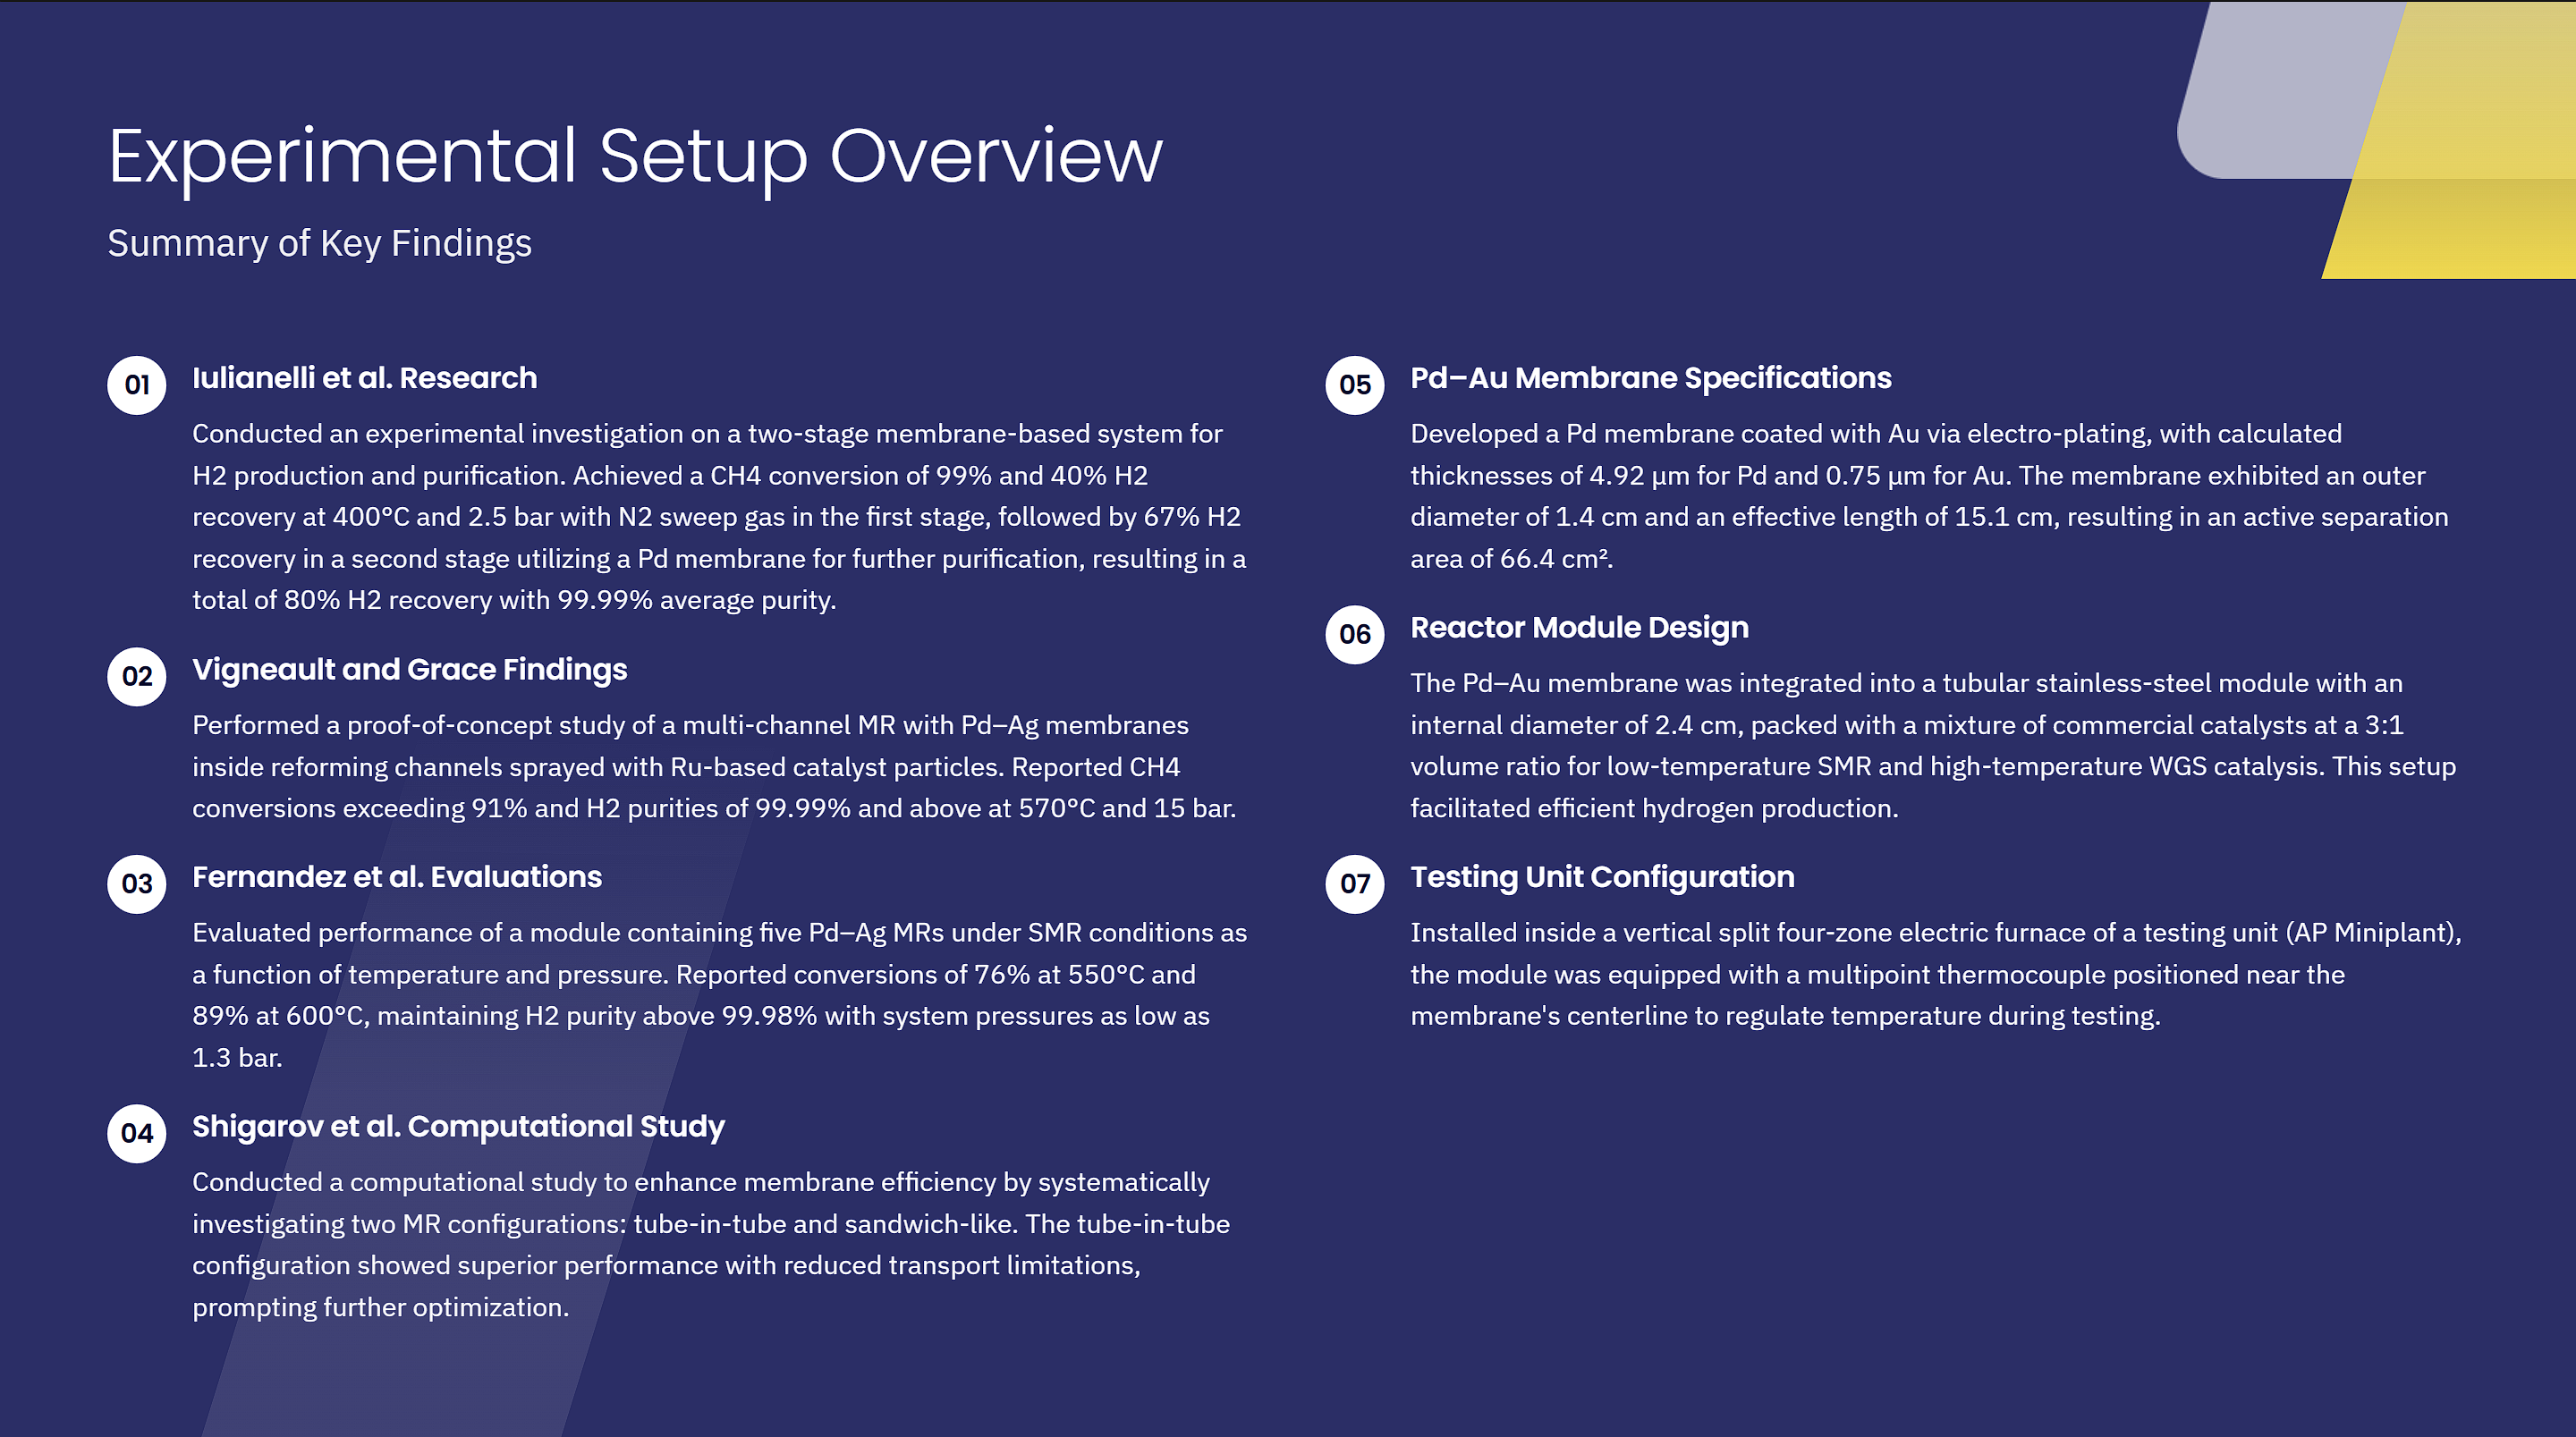 Experimental Setup Overview
Summary of Key Findings
01
Iulianelli et al. Research
Conducted an experimental investigation on a two-stage membrane-based system for
H2 production and purification. Achieved a CH4 conversion of 99% and 40% H2
recovery at 400°C and 2.5 bar with N2 sweep gas in the first stage, followed by 67% H2
recovery in a second stage utilizing a Pd membrane for further purification, resulting in a
total of 80% H2 recovery with 99.99% average purity.
02
Vigneault and Grace Findings
Performed a proof-of-concept study of a multi-channel MR with Pd–Ag membranes
inside reforming channels sprayed with Ru-based catalyst particles. Reported CH4
conversions exceeding 91% and H2 purities of 99.99% and above at 570°C and 15 bar.
03
Fernandez et al. Evaluations
Evaluated performance of a module containing five Pd–Ag MRs under SMR conditions as
a function of temperature and pressure. Reported conversions of 76% at 550°C and
89% at 600°C, maintaining H2 purity above 99.98% with system pressures as low as
1.3 bar.
04
Shigarov et al. Computational Study
Conducted a computational study to enhance membrane efficiency by systematically
investigating two MR configurations: tube-in-tube and sandwich-like. The tube-in-tube
configuration showed superior performance with reduced transport limitations,
prompting further optimization.
05
Pd–Au Membrane Specifications
Developed a Pd membrane coated with Au via electro-plating, with calculated
thicknesses of 4.92 µm for Pd and 0.75 µm for Au. The membrane exhibited an outer
diameter of 1.4 cm and an effective length of 15.1 cm, resulting in an active separation
area of 66.4 cm².
06
Reactor Module Design
The Pd–Au membrane was integrated into a tubular stainless-steel module with an
internal diameter of 2.4 cm, packed with a mixture of commercial catalysts at a 3:1
volume ratio for low-temperature SMR and high-temperature WGS catalysis. This setup
facilitated efficient hydrogen production.
07
Testing Unit Configuration
Installed inside a vertical split four-zone electric furnace of a testing unit (AP Miniplant),
the module was equipped with a multipoint thermocouple positioned near the
membrane's centerline to regulate temperature during testing.